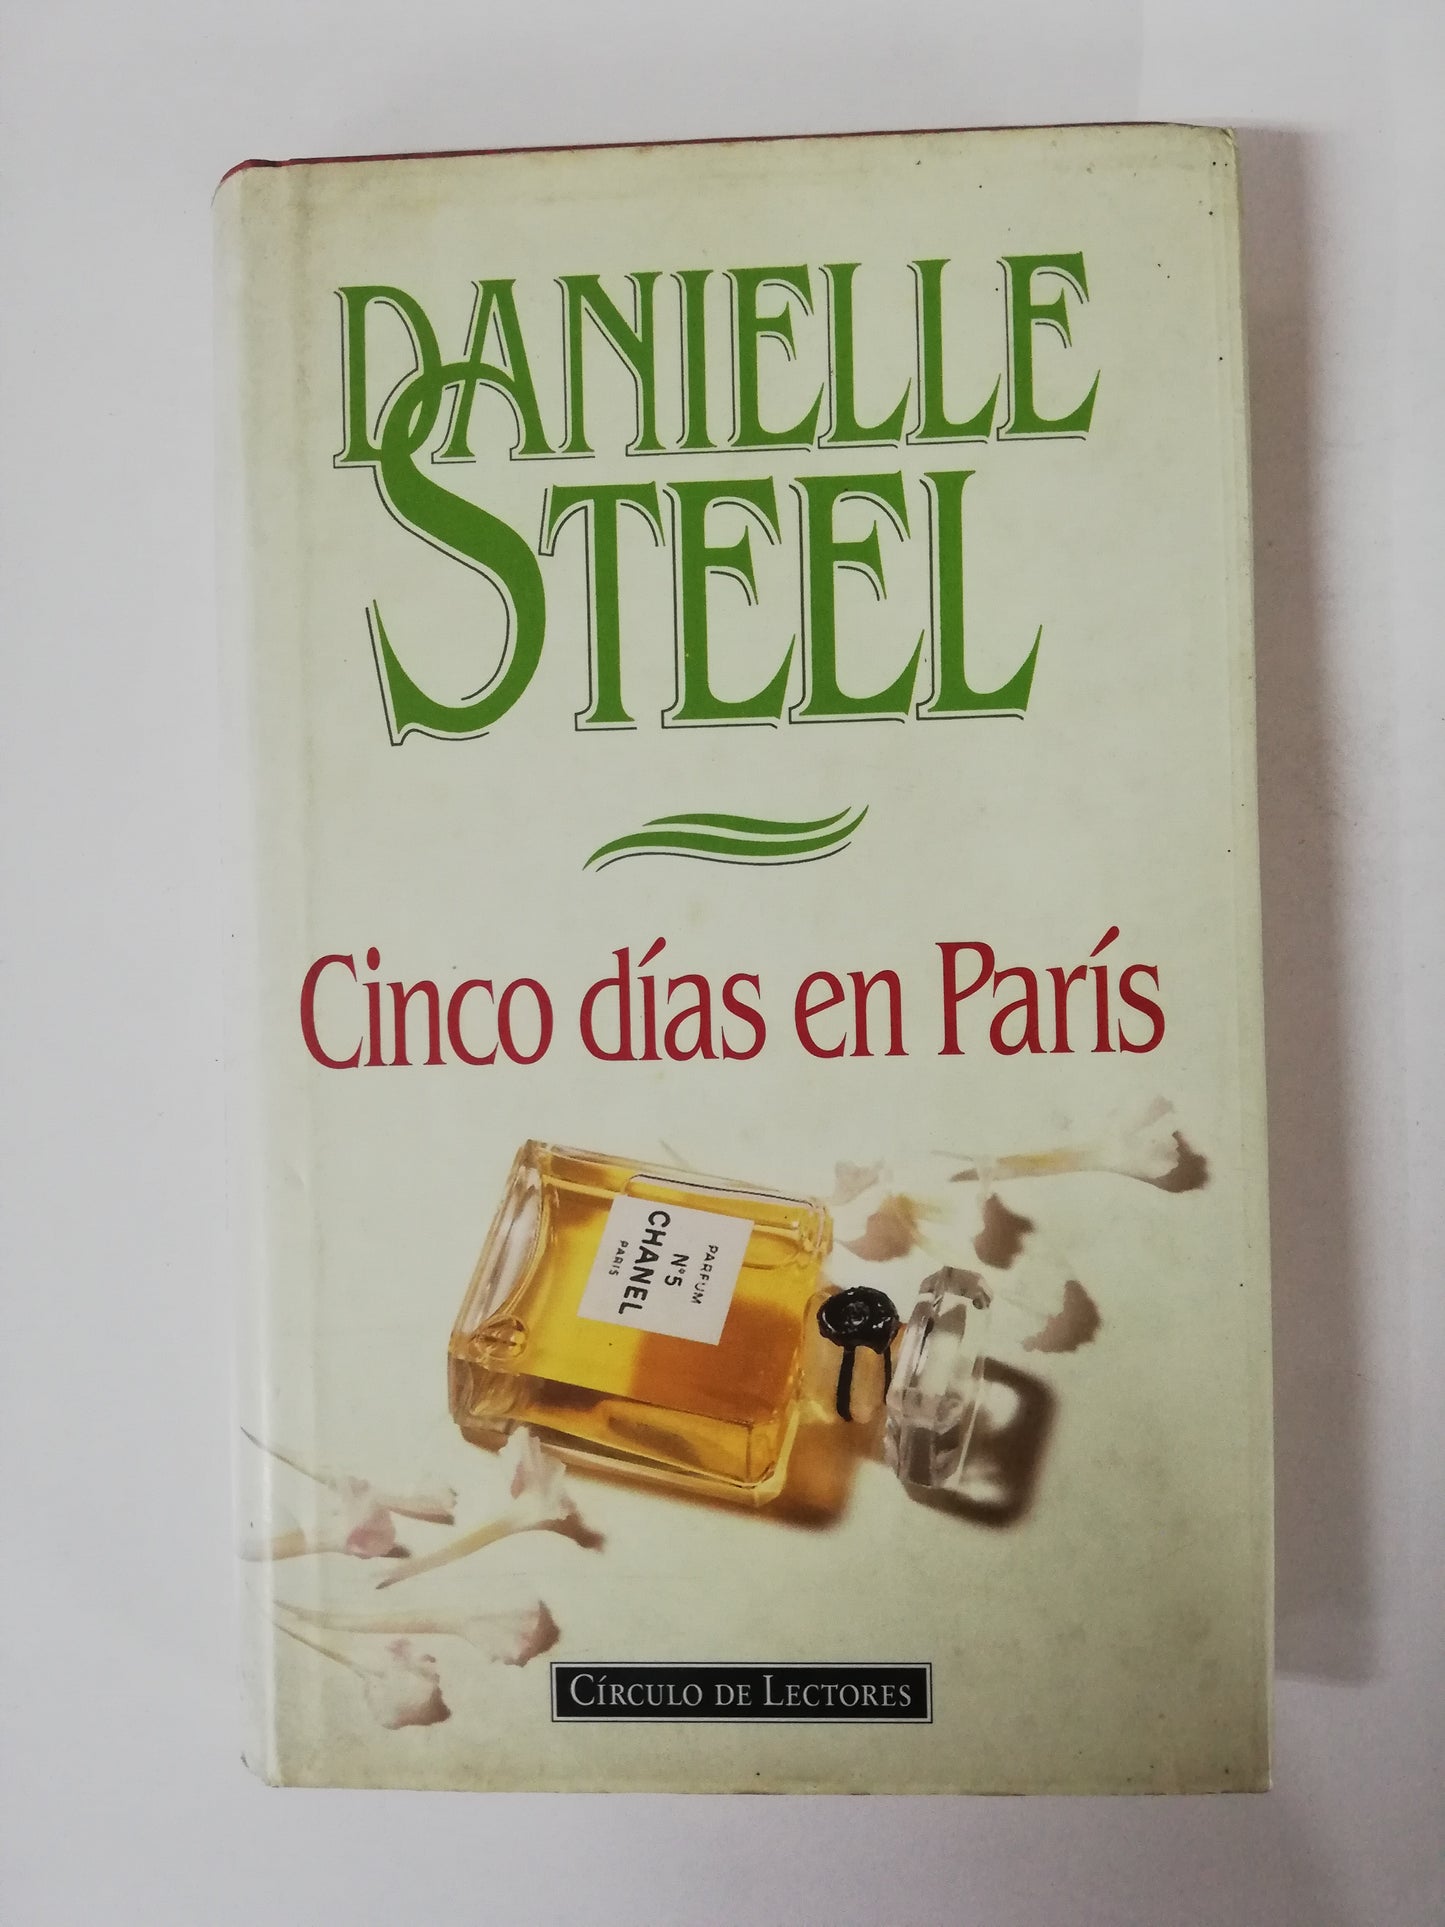 DANIELLE
STEEL
Cinco días en París
PARFUM
Nº5
CHANEL
PARIS
CÍRCULO DE LECTORES